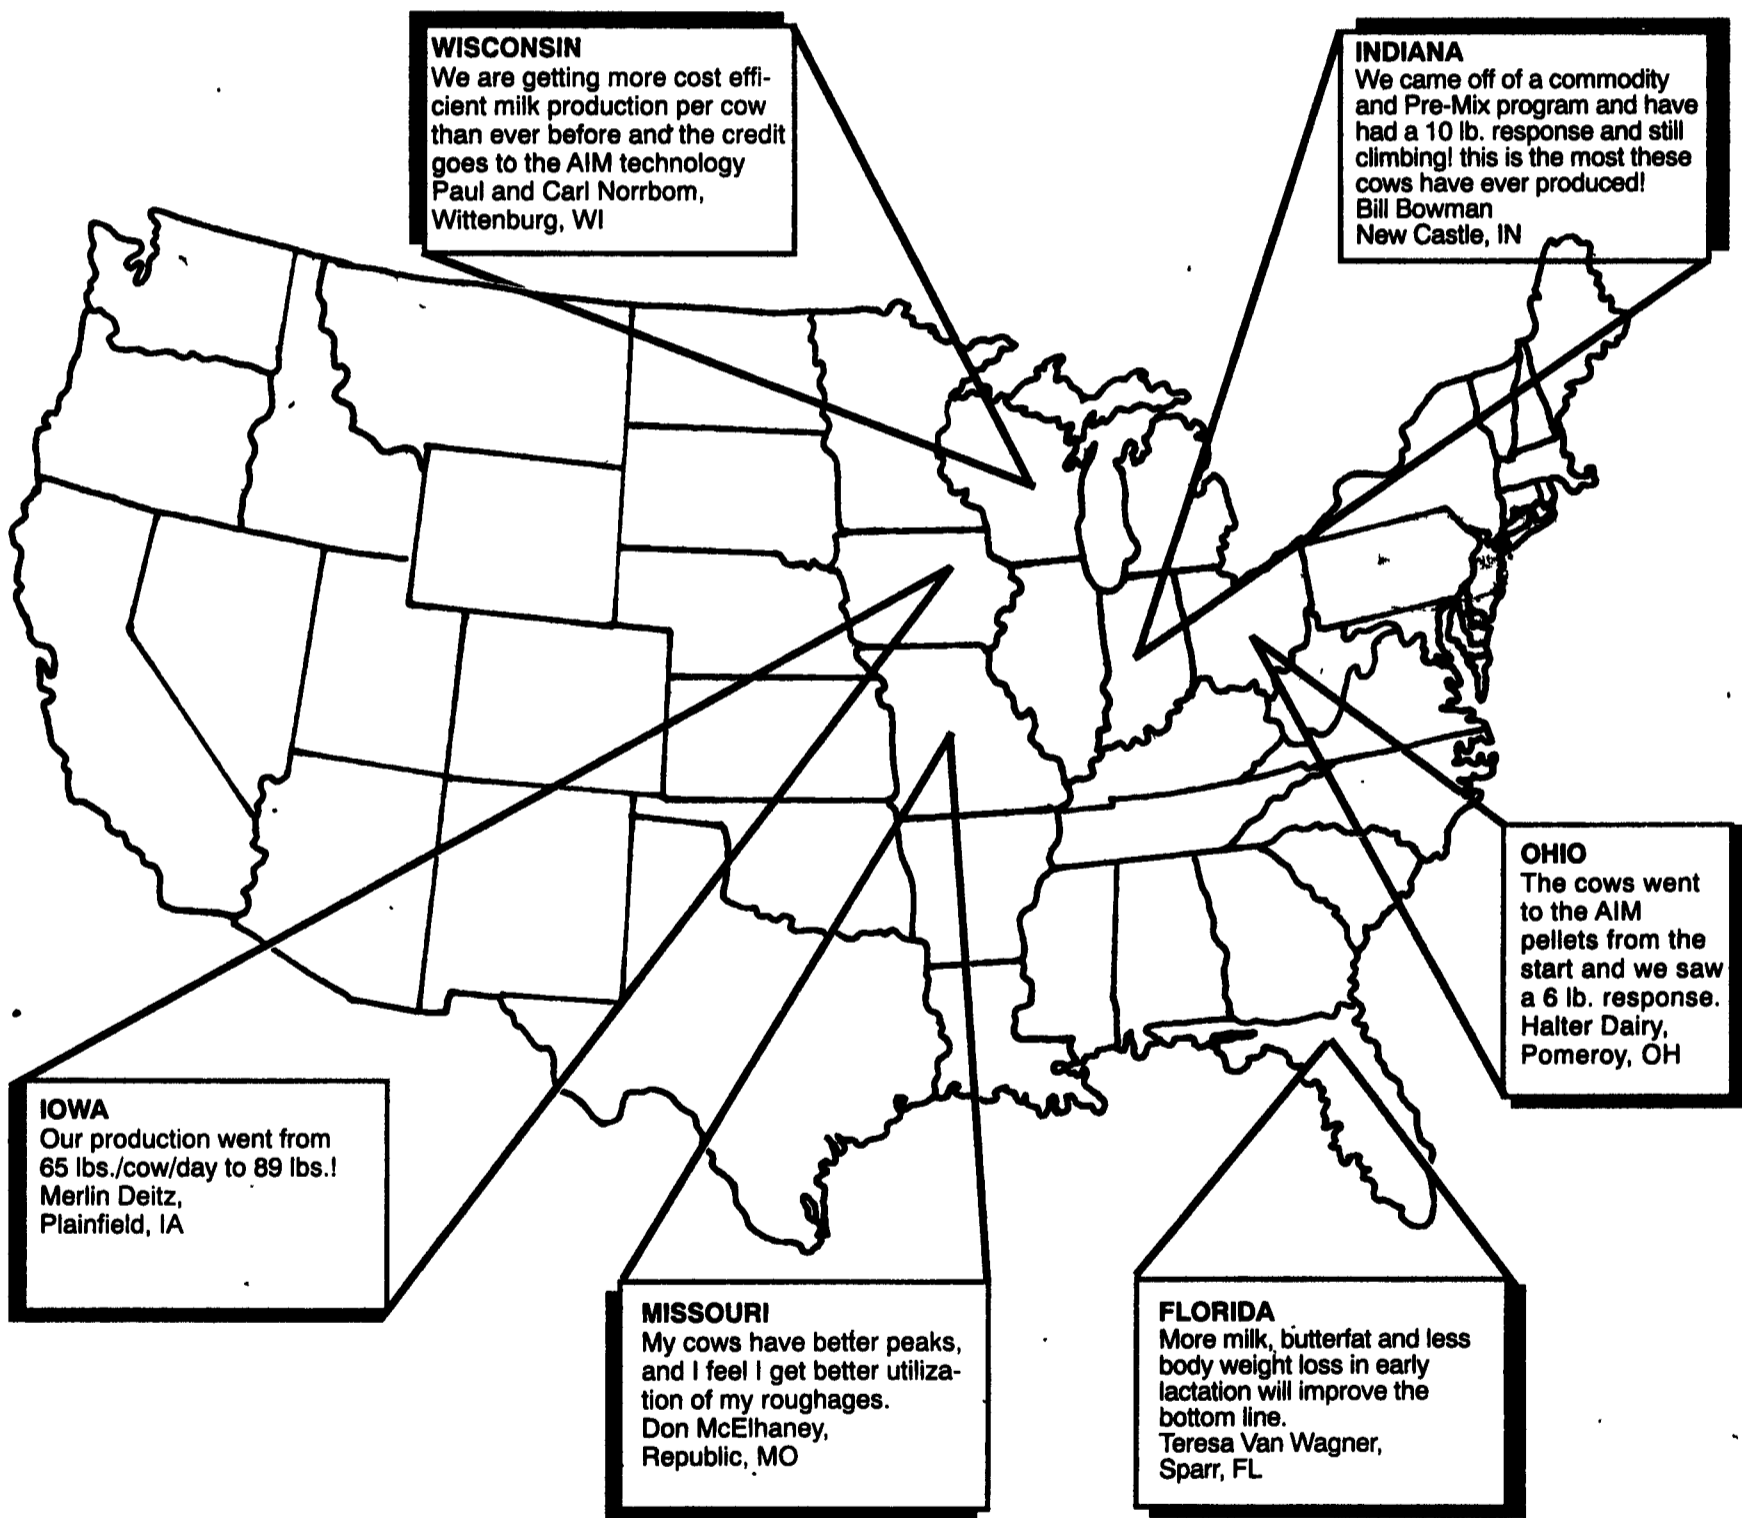 WISCONSIN
We are getting more cost effi-
cient milk production per cow
than ever before and the credit
goes to the AIM technology
Paul and Carl Norrbom,
Wittenburg, WI
INDIANA
We came off of a commodity
and Pre-Mix program and have
had a 10 lb. response and still
climbing! this is the most these
cows have ever produced!
Bill Bowman
New Castle, IN
OHIO
The cows went
to the AIM
pellets from the
start and we saw
a 6 lb. response.
Halter Dairy,
Pomeroy, OH
IOWA
Our production went from
65 lbs./cow/day to 89 lbs.!
Merlin Deitz,
Plainfield, IA
MISSOURI
My cows have better peaks,
and I feel I get better utiliza-
tion of my roughages.
Don McElhaney,
Republic, MO
FLORIDA
More milk, butterfat and less
body weight loss in early
lactation will improve the
bottom line.
Teresa Van Wagner,
Sparr, FL